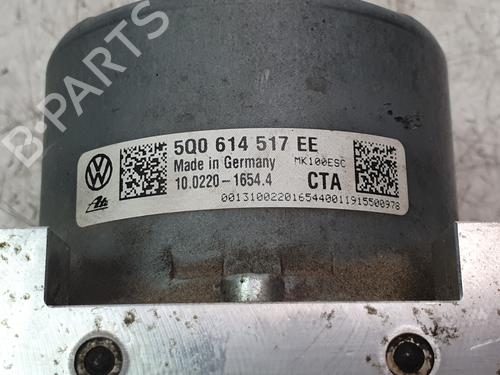 B-PARTS
5Q0 614 517 EE
Made in Germany MK100ESC
10.0220-1654.4 CTA
00131002201654400119155009​78